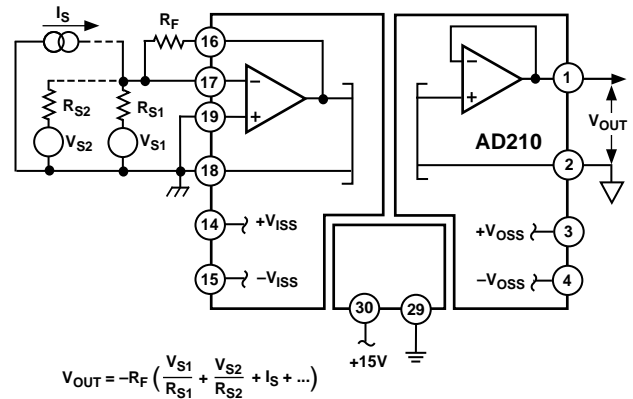 IS
RF
16
17
19
18
14
15
RS2
RS1
VS2
VS1
+VISS
−VISS
1
2
3
4
VOUT
AD210
+VOSS
−VOSS
30
29
+15V
VOUT = −RF ( VS1/RS1 + VS2/RS2 + IS + ...)